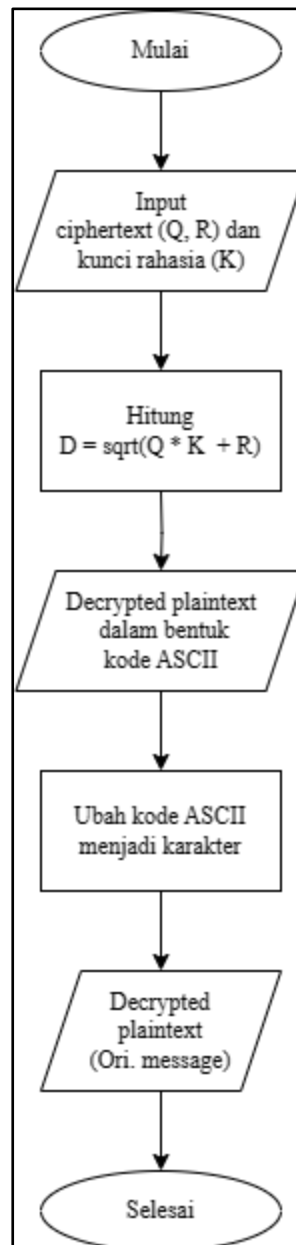 Mulai
Input
ciphertext (Q, R) dan
kunci rahasia (K)
Hitung
D = sqrt(Q * K + R)
Decrypted plaintext
dalam bentuk
kode ASCII
Ubah kode ASCII
menjadi karakter
Decrypted
plaintext
(Ori. message)
Selesai